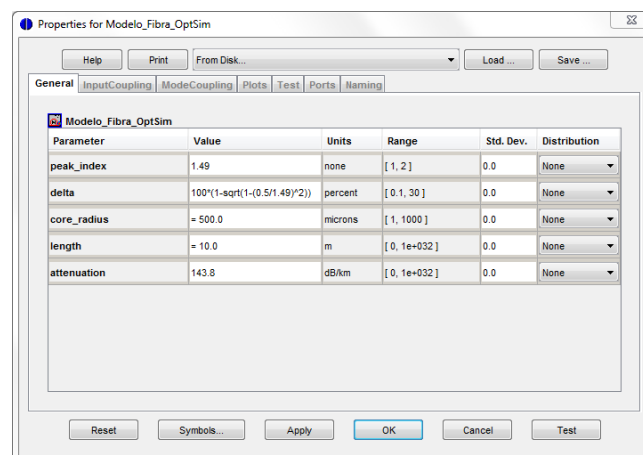 Properties for Modelo_Fibra_OptSim
Help Print From Disk... Load ... Save ...
General InputCoupling ModeCoupling Plots Test Ports Naming
Modelo_Fibra_OptSim
Parameter Value Units Range Std. Dev. Distribution
peak_index 1.49 none [ 1, 2 ] 0.0 None
delta 100*(1-sqrt(1-(0.5/1.49)^2)) percent [ 0.1, 30 ] 0.0 None
core_radius = 500.0 microns [ 1, 1000 ] 0.0 None
length = 10.0 m [ 0, 1e+032 ] 0.0 None
attenuation 143.8 dB/km [ 0, 1e+032 ] 0.0 None
Reset Symbols... Apply OK Cancel Test